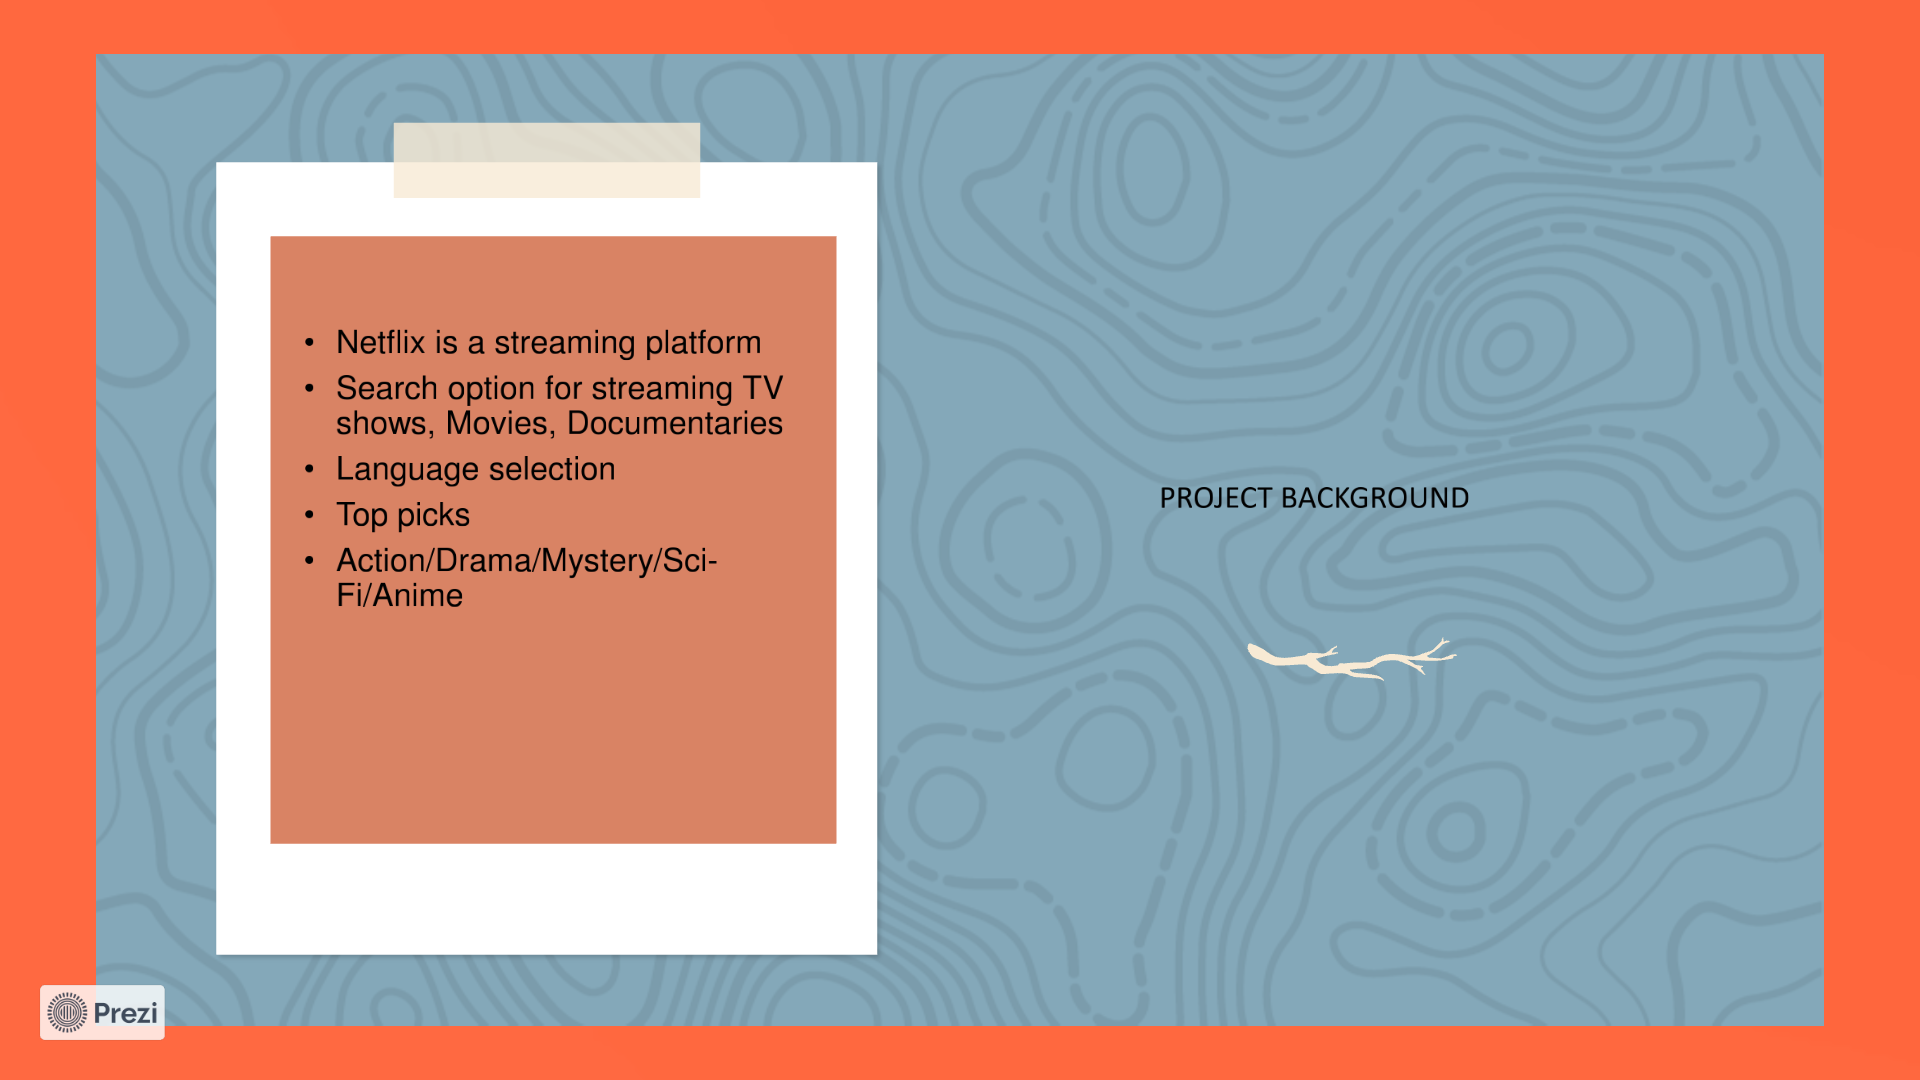 • Netflix is a streaming platform
• Search option for streaming TV
shows, Movies, Documentaries
• Language selection
• Top picks
• Action/Drama/Mystery/Sci-
Fi/Anime
PROJECT BACKGROUND
Prezi